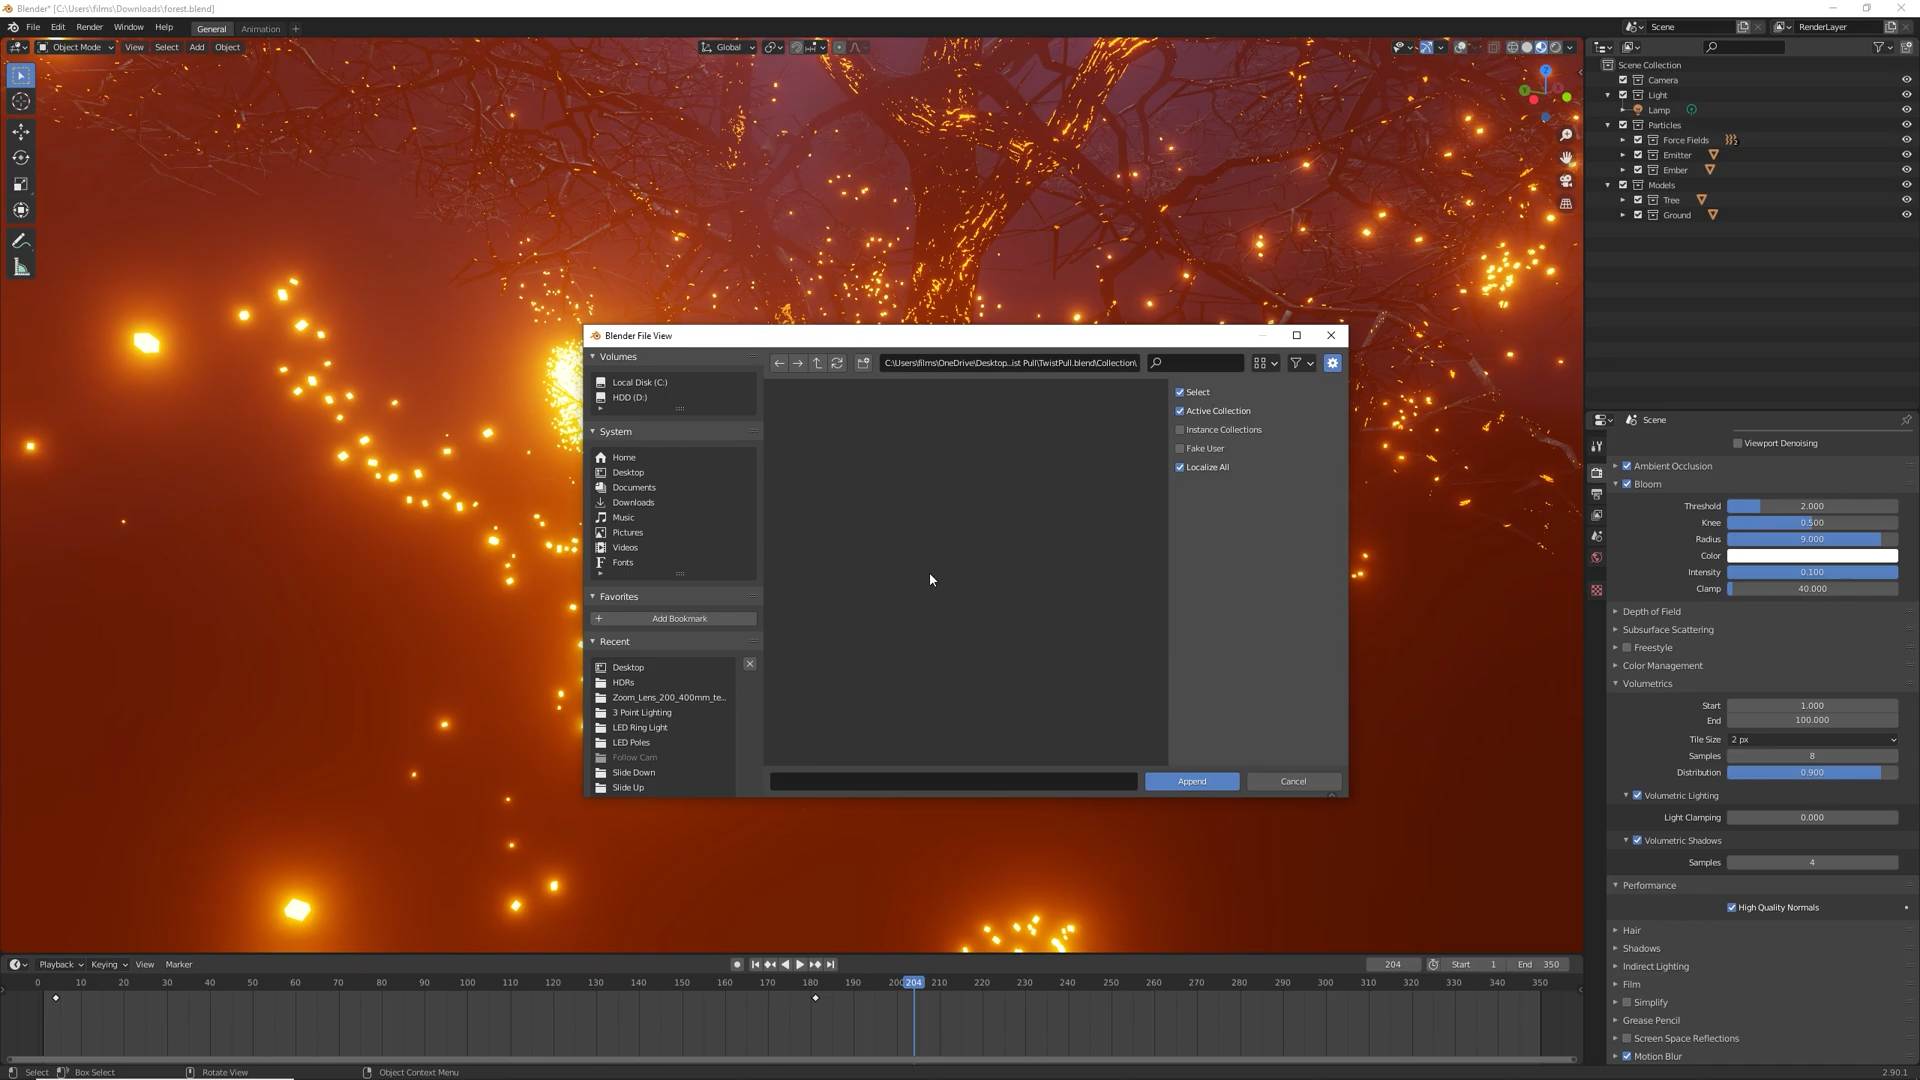 Blender* [C:\Users\films\Downloads\forest.blend]
File Edit Render Window Help General Animation + Scene RenderLayer
Object Mode View Select Add Object Global
Scene Collection
Camera
Light
Lamp
Particles
Force Fields
Emitter
Ember
Models
Tree
Ground
Blender File View
Volumes
Local Disk (C:)
HDD (D:)
System
Home
Desktop
Documents
Downloads
Music
Pictures
Videos
Fonts
Favorites
Add Bookmark
Recent
Desktop
HDRs
Zoom_Lens_200_400mm_te...
3 Point Lighting
LED Ring Light
LED Poles
Follow Cam
Slide Down
Slide Up
C:\Users\films\OneDrive\Desktop...ist Pull\TwistPull.blend\Collection\
Select
Active Collection
Instance Collections
Fake User
Localize All
Append Cancel
Scene
Viewport Denoising
Ambient Occlusion
Bloom
Threshold 2.000
Knee 0.500
Radius 9.000
Color
Intensity 0.100
Clamp 40.000
Depth of Field
Subsurface Scattering
Freestyle
Color Management
Volumetrics
Start 1.000
End 100.000
Tile Size 2 px
Samples 8
Distribution 0.900
Volumetric Lighting
Light Clamping 0.000
Volumetric Shadows
Samples 4
Performance
High Quality Normals
Hair
Shadows
Indirect Lighting
Film
Simplify
Grease Pencil
Screen Space Reflections
Motion Blur
Playback Keying View Marker 204 Start 1 End 350
0 10 20 30 40 50 60 70 80 90 100 110 120 130 140 150 160 170 180 190 200 204 210 220 230 240 250 260 270 280 290 300 310 320 330 340 350
Select Box Select Rotate View Object Context Menu 2.90.1